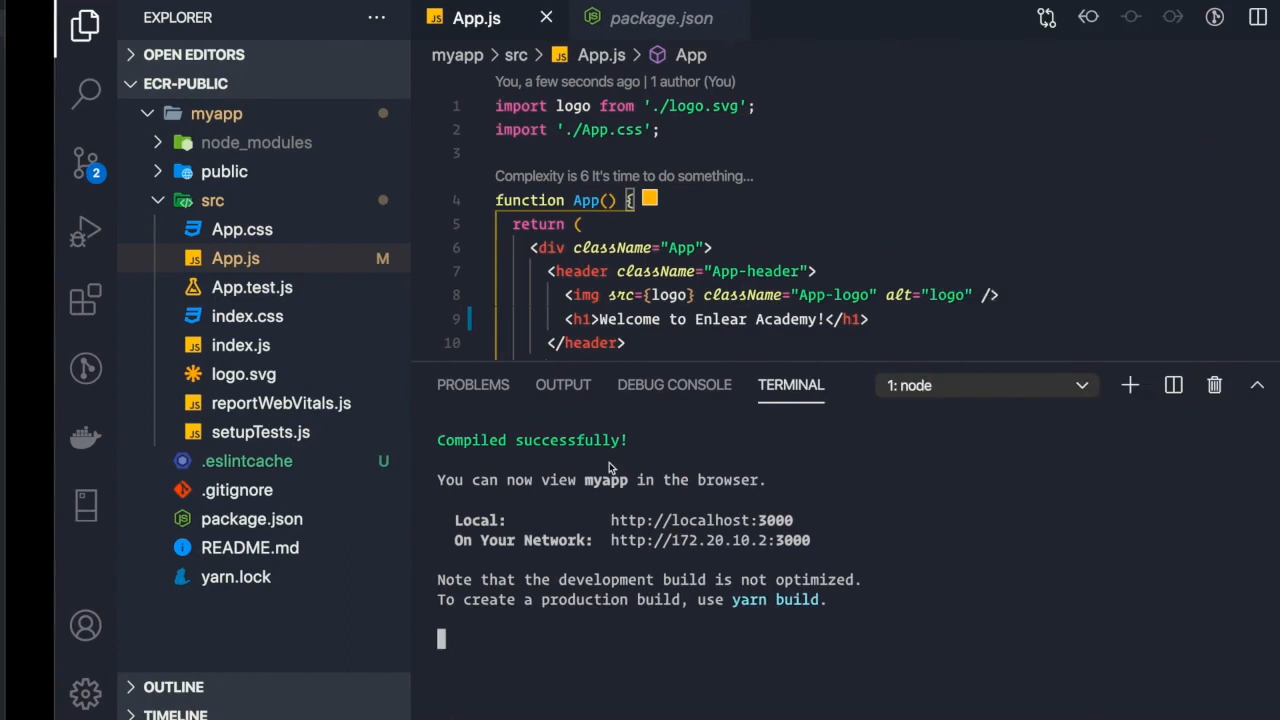 EXPLORER
OPEN EDITORS
ECR-PUBLIC
myapp
node_modules
public
src
App.css
App.js M
App.test.js
index.css
index.js
logo.svg
reportWebVitals.js
setupTests.js
.eslintcache U
.gitignore
package.json
README.md
yarn.lock
OUTLINE
TIMELINE
2
App.js
package.json
myapp > src > JS App.js > App
You, a few seconds ago | 1 author (You)
1 import logo from './logo.svg';
2 import './App.css';
3
Complexity is 6 It's time to do something...
4 function App() {
5 return (
6 <div className="App">
7 <header className="App-header">
8 <img src={logo} className="App-logo" alt="logo" />
9 <h1>Welcome to Enlear Academy!</h1>
10 </header>
PROBLEMS OUTPUT DEBUG CONSOLE TERMINAL 1: node
Compiled successfully!
You can now view myapp in the browser.
Local: http://localhost:3000
On Your Network: http://172.20.10.2:3000
Note that the development build is not optimized.
To create a production build, use yarn build.